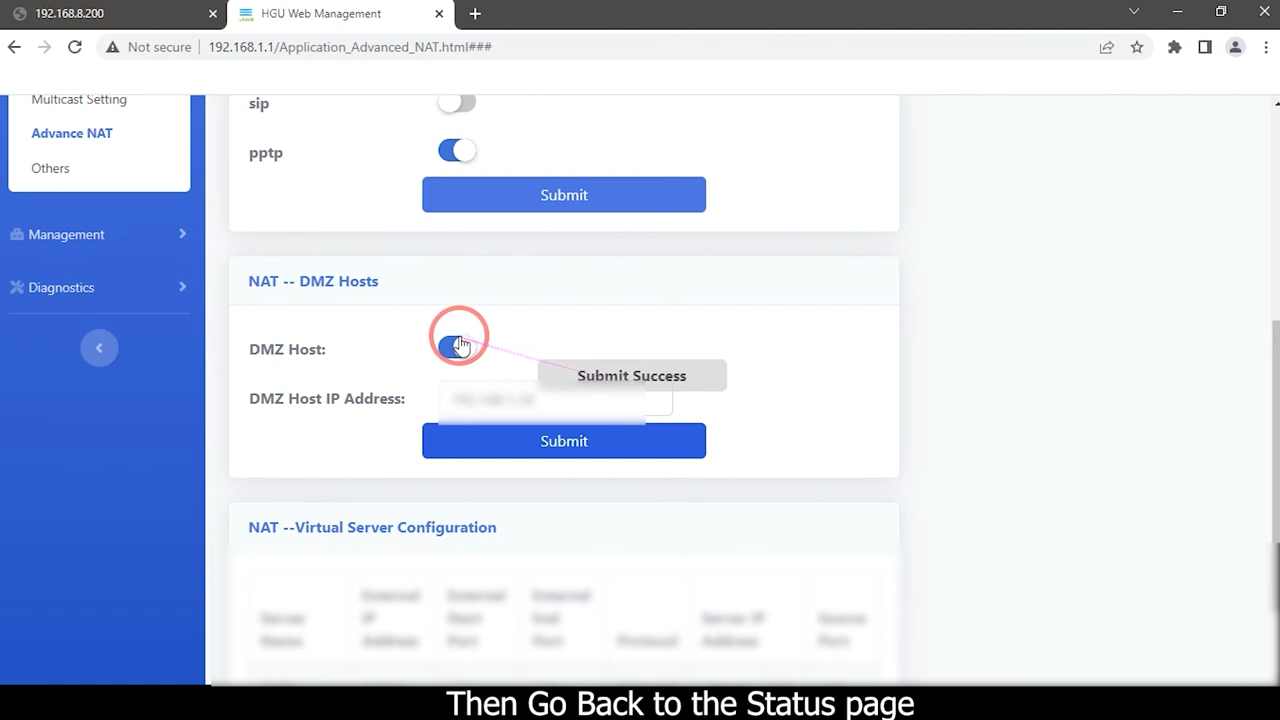 192.168.8.200
HGU Web Management
Not secure
192.168.1.1/Application_Advanced_NAT.html###
Multicast Setting
Advance NAT
Others
Management
Diagnostics
sip
pptp
Submit
NAT -- DMZ Hosts
DMZ Host:
Submit Success
DMZ Host IP Address:
Submit
NAT --Virtual Server Configuration
Then Go Back to the Status page